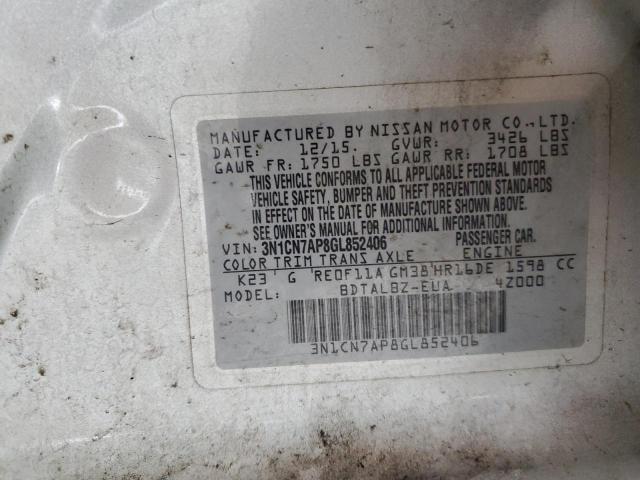 MANUFACTURED BY NISSAN MOTOR CO.,LTD.
DATE: 12/15. GVWR: 3426 LBS
GAWR FR: 1750 LBS GAWR RR: 1708 LBS
THIS VEHICLE CONFORMS TO ALL APPLICABLE FEDERAL MOTOR
VEHICLE SAFETY, BUMPER AND THEFT PREVENTION STANDARDS
IN EFFECT ON THE DATE OF MANUFACTURE SHOWN ABOVE.
SEE OWNER'S MANUAL FOR ADDITIONAL INFORMATION.
VIN: 3N1CN7AP8GL852406 PASSENGER CAR.
COLOR TRIM TRANS AXLE ENGINE
K23 ' G ' RE0F11A GM38'HR16DE 1598 CC
MODEL: BDTALBZ-EUA 4Z000
3N1CN7AP8GL852406